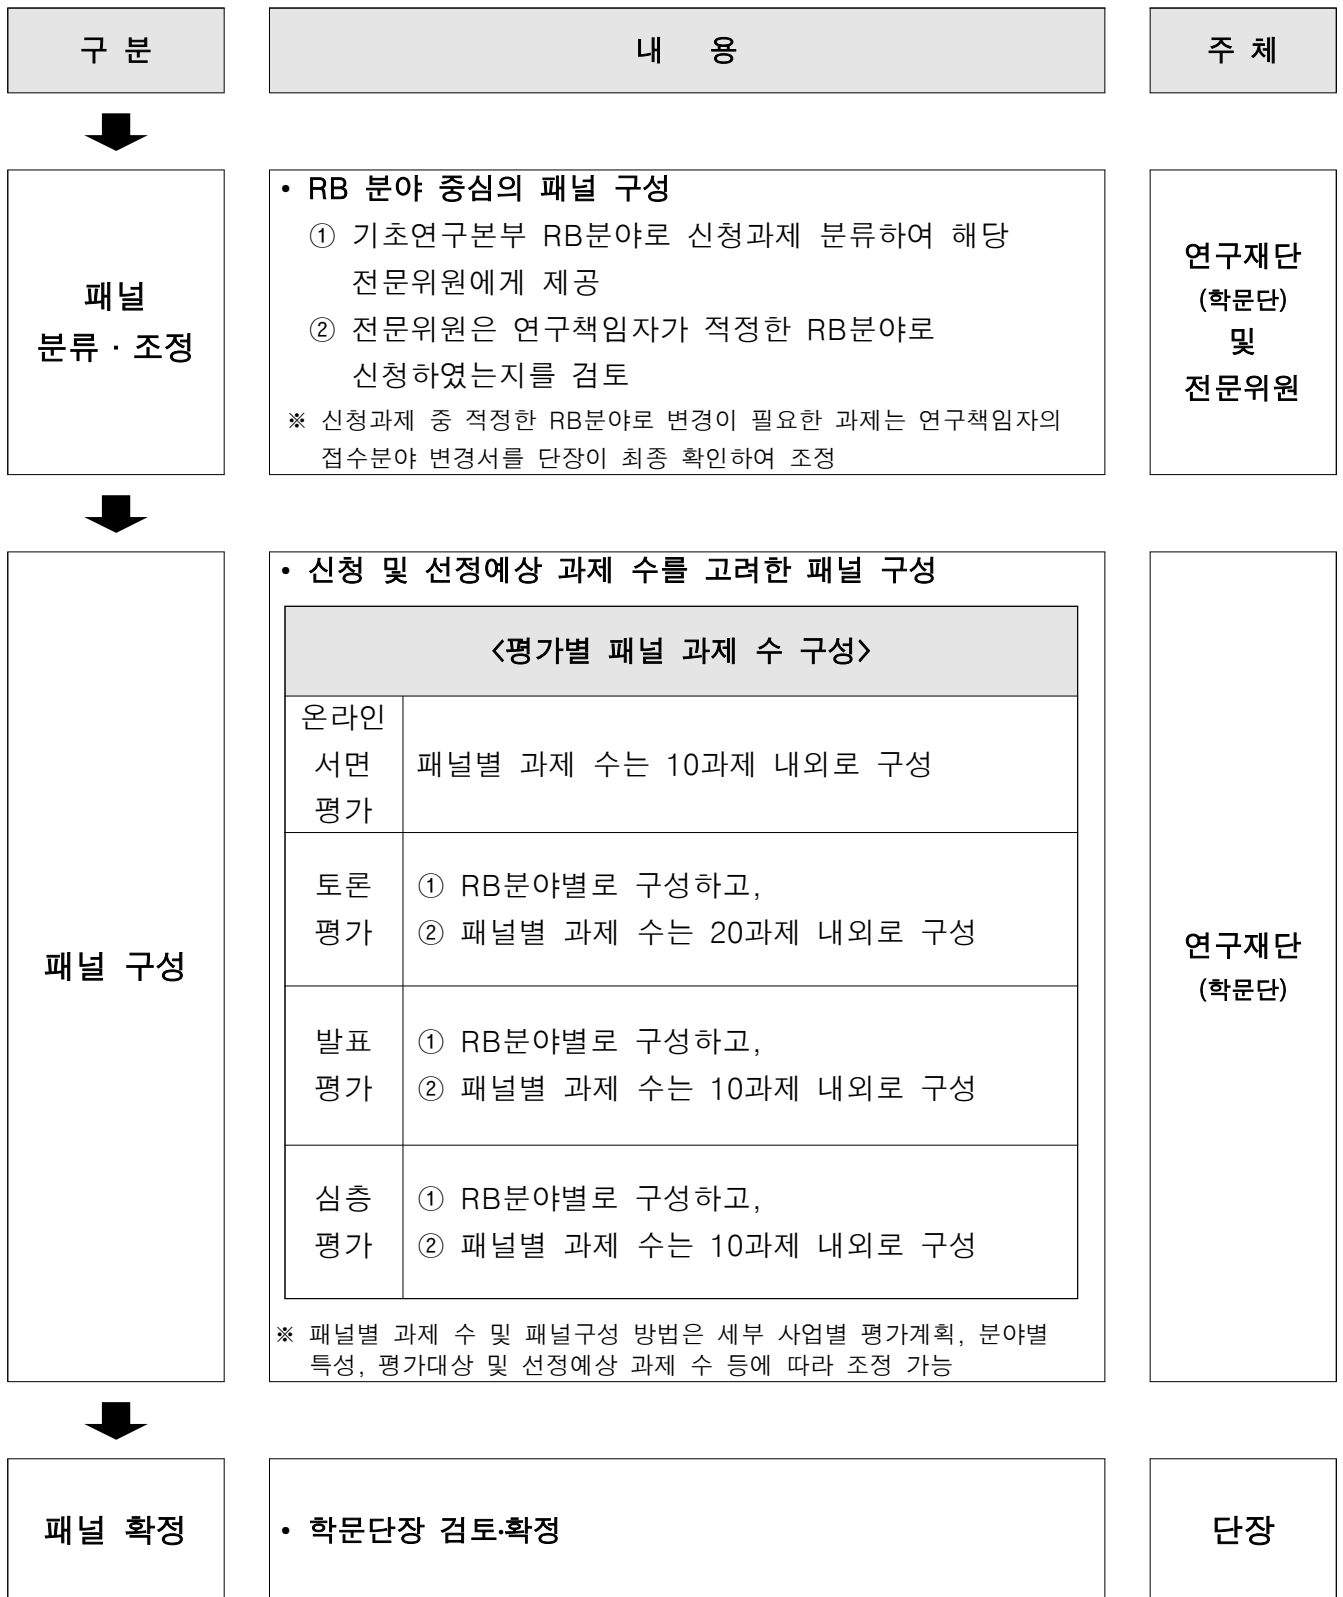 구 분
내 용
주 체
패널
분류 · 조정
• RB 분야 중심의 패널 구성
① 기초연구본부 RB분야로 신청과제 분류하여 해당
전문위원에게 제공
② 전문위원은 연구책임자가 적정한 RB분야로
신청하였는지를 검토
※ 신청과제 중 적정한 RB분야로 변경이 필요한 과제는 연구책임자의
접수분야 변경서를 단장이 최종 확인하여 조정
연구재단
(학문단)
및
전문위원
패널 구성
• 신청 및 선정예상 과제 수를 고려한 패널 구성
<평가별 패널 과제 수 구성>
온라인
서면
평가
패널별 과제 수는 10과제 내외로 구성
토론
평가
① RB분야별로 구성하고,
② 패널별 과제 수는 20과제 내외로 구성
발표
평가
① RB분야별로 구성하고,
② 패널별 과제 수는 10과제 내외로 구성
심층
평가
① RB분야별로 구성하고,
② 패널별 과제 수는 10과제 내외로 구성
※ 패널별 과제 수 및 패널구성 방법은 세부 사업별 평가계획, 분야별
특성, 평가대상 및 선정예상 과제 수 등에 따라 조정 가능
연구재단
(학문단)
패널 확정
• 학문단장 검토·확정
단장